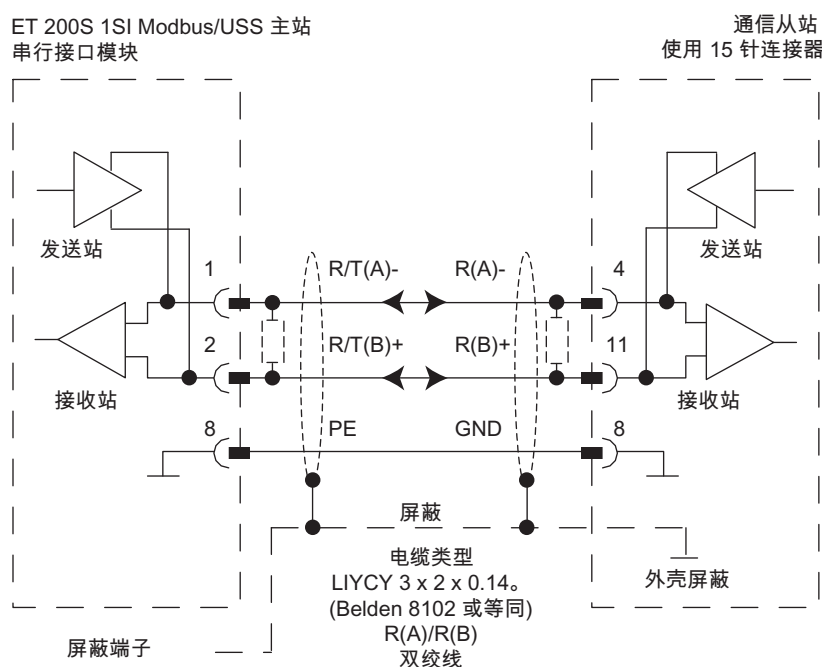 ET 200S 1SI Modbus/USS 主站
串行接口模块
通信从站
使用 15 针连接器
发送站
发送站
1
R/T(A)-
R(A)-
4
2
R/T(B)+
R(B)+
11
接收站
接收站
8
PE
GND
8
屏蔽
电缆类型
LIYCY 3 x 2 x 0.14。
(Belden 8102 或等同)
R(A)/R(B)
双绞线
外壳屏蔽
屏蔽端子